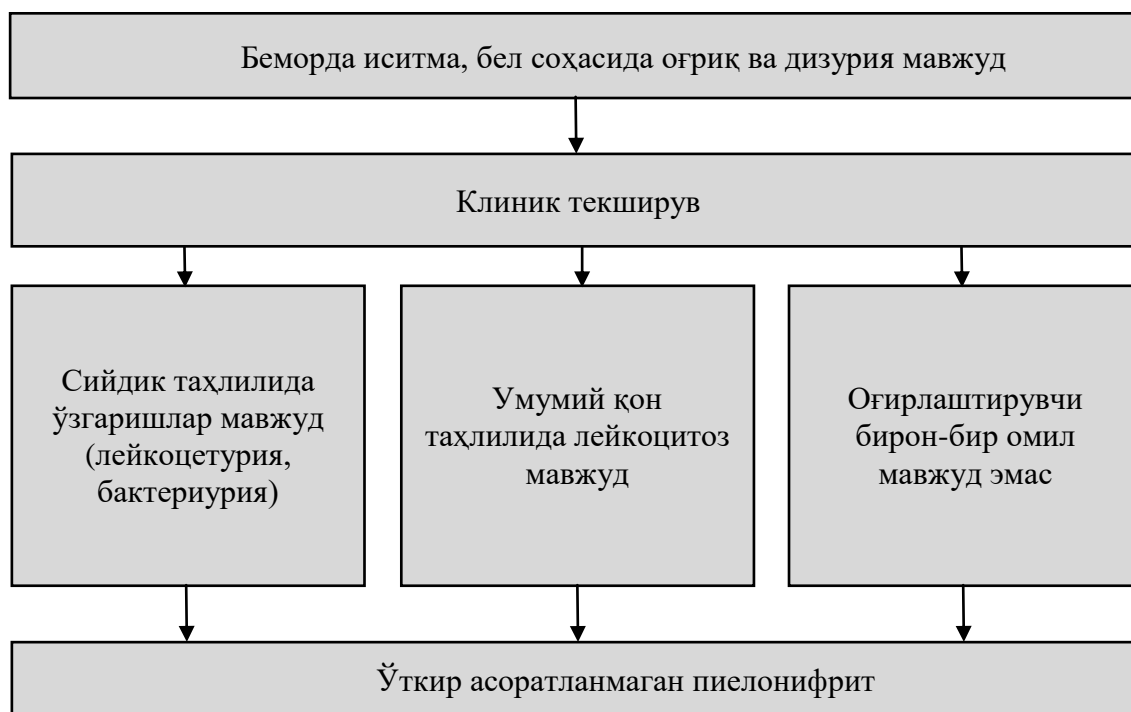 Беморда иситма, бел соҳасида оғриқ ва дизурия мавжуд
Клиник текширув
Сийдик таҳлилида
ўзгаришлар мавжуд
(лейкоцетурия,
бактериурия)
Умумий қон
таҳлилида лейкоцитоз
мавжуд
Оғирлаштирувчи
бирон-бир омил
мавжуд эмас
Ўткир асоратланмаган пиелонифрит